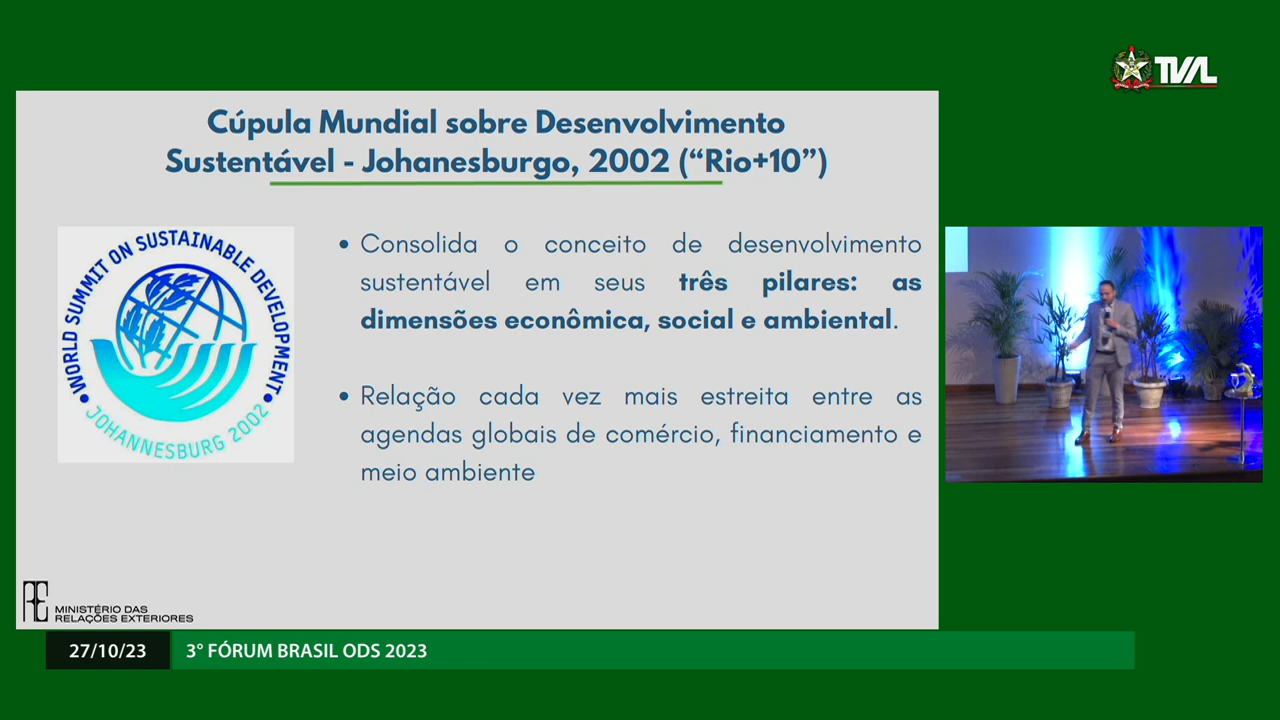 TVAL
Cúpula Mundial sobre Desenvolvimento
Sustentável - Johanesburgo, 2002 (“Rio+10”)
WORLD SUMMIT ON SUSTAINABLE DEVELOPMENT
JOHANNESBURG 2002
• Consolida o conceito de desenvolvimento
sustentável em seus três pilares: as
dimensões econômica, social e ambiental.
• Relação cada vez mais estreita entre as
agendas globais de comércio, financiamento e
meio ambiente
MINISTÉRIO DAS
RELAÇÕES EXTERIORES
27/10/23 3° FÓRUM BRASIL ODS 2023